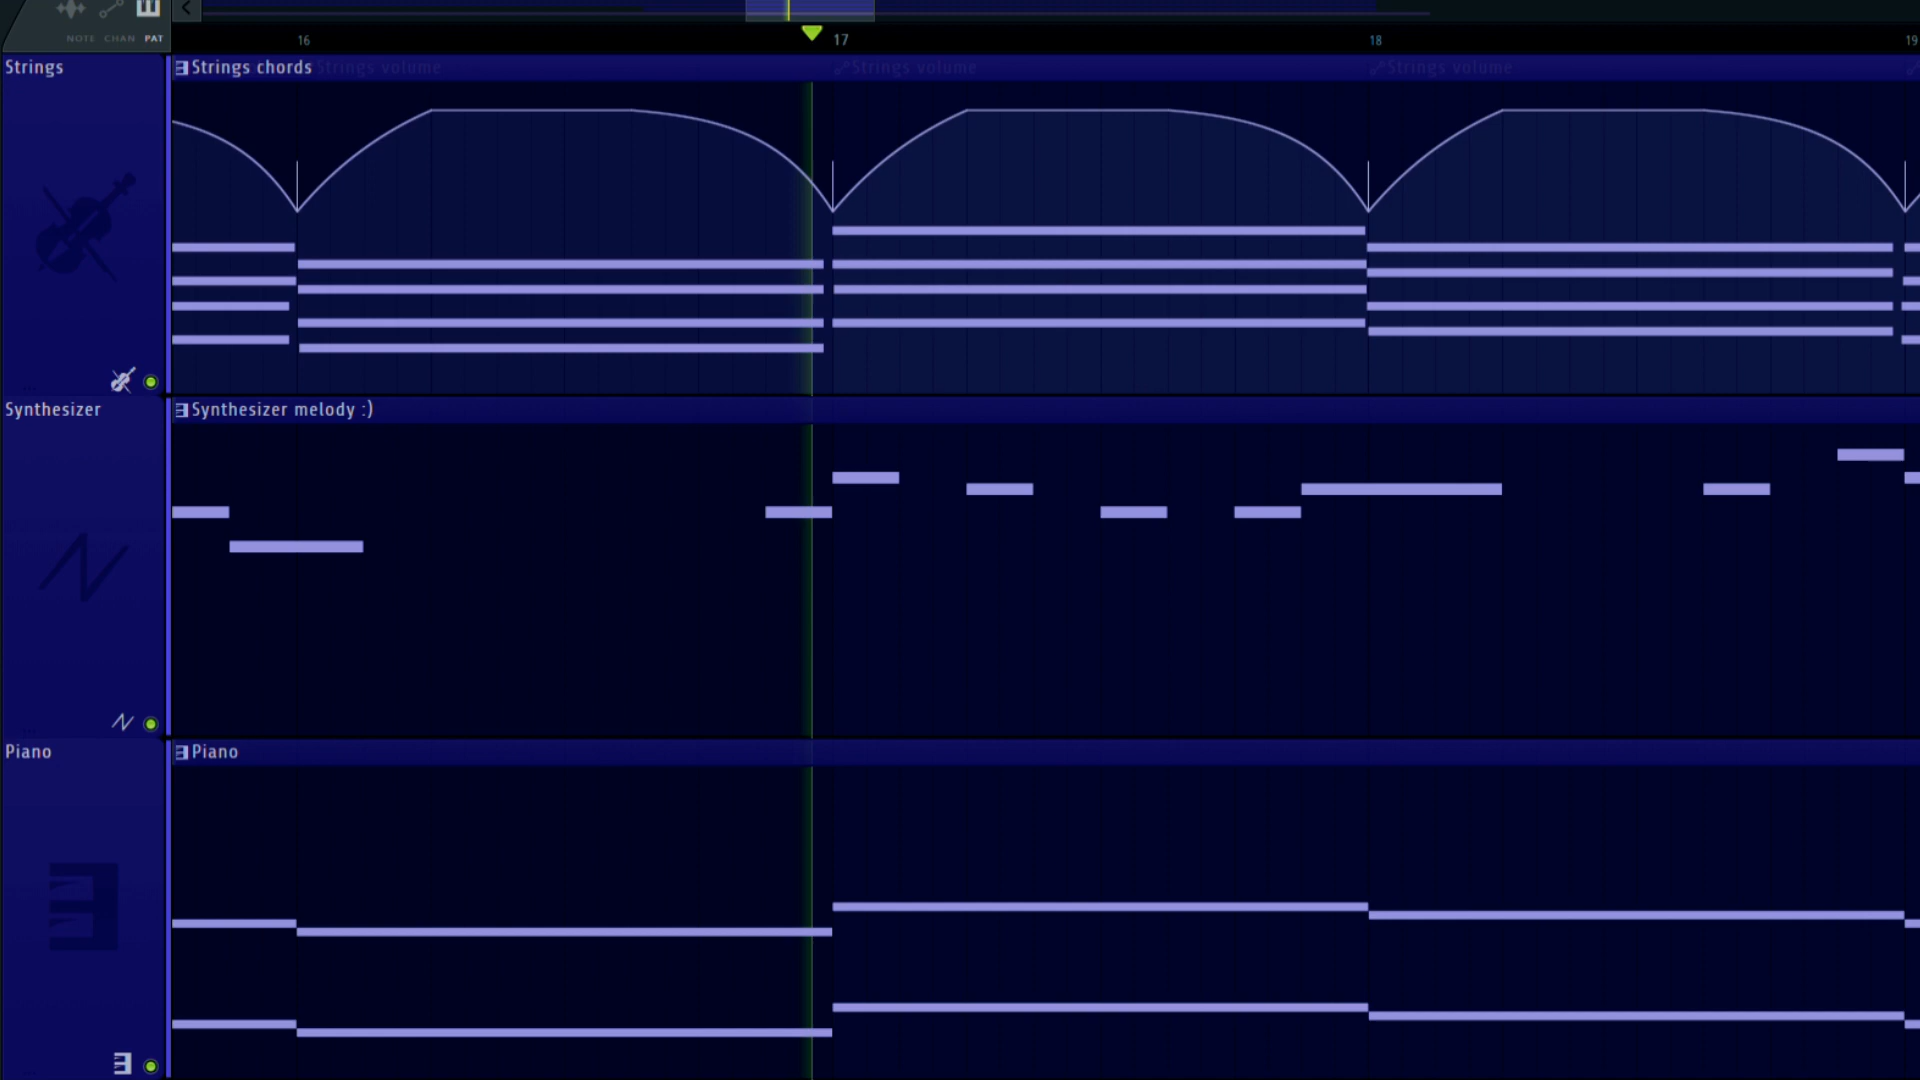 NOTE CHAN PAT
16 17 18 19
Strings
Strings chords Strings volume Strings volume Strings volume
Synthesizer
Synthesizer melody :)
Piano
Piano